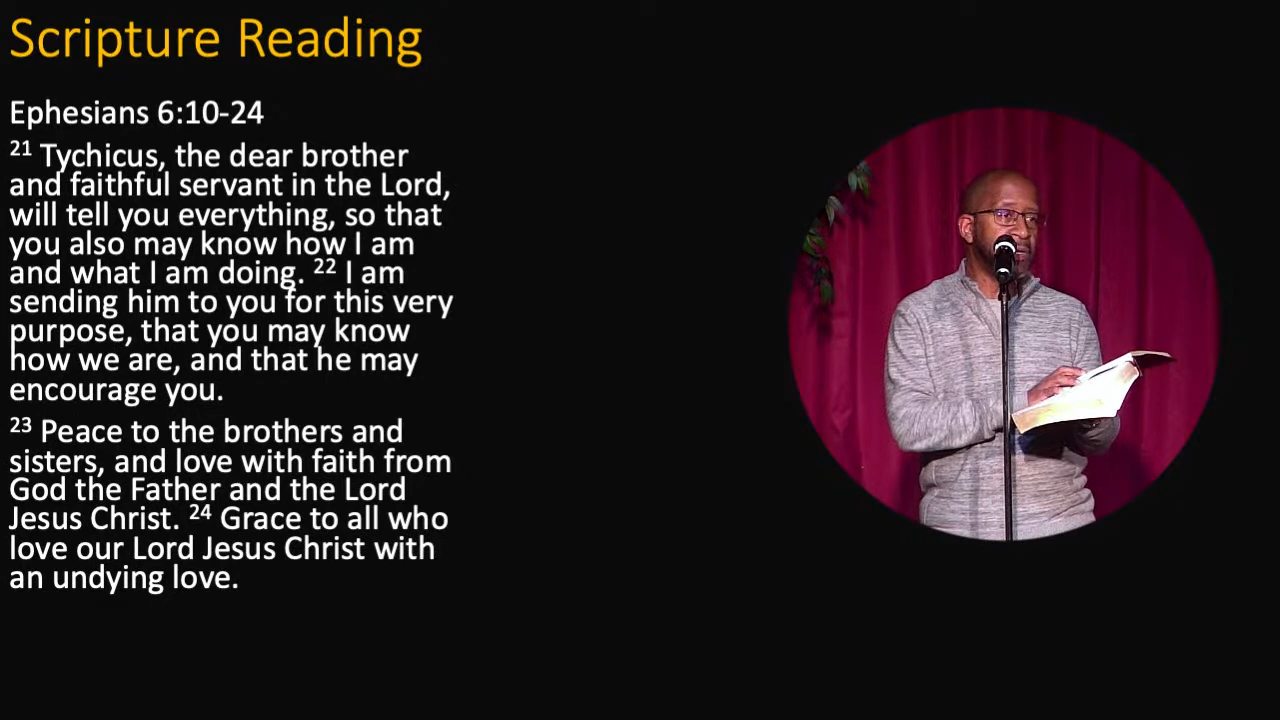 Scripture Reading
Ephesians 6:10-24
21 Tychicus, the dear brother
and faithful servant in the Lord,
will tell you everything, so that
you also may know how I am
and what I am doing. 22 I am
sending him to you for this very
purpose, that you may know
how we are, and that he may
encourage you.
23 Peace to the brothers and
sisters, and love with faith from
God the Father and the Lord
Jesus Christ. 24 Grace to all who
love our Lord Jesus Christ with
an undying love.